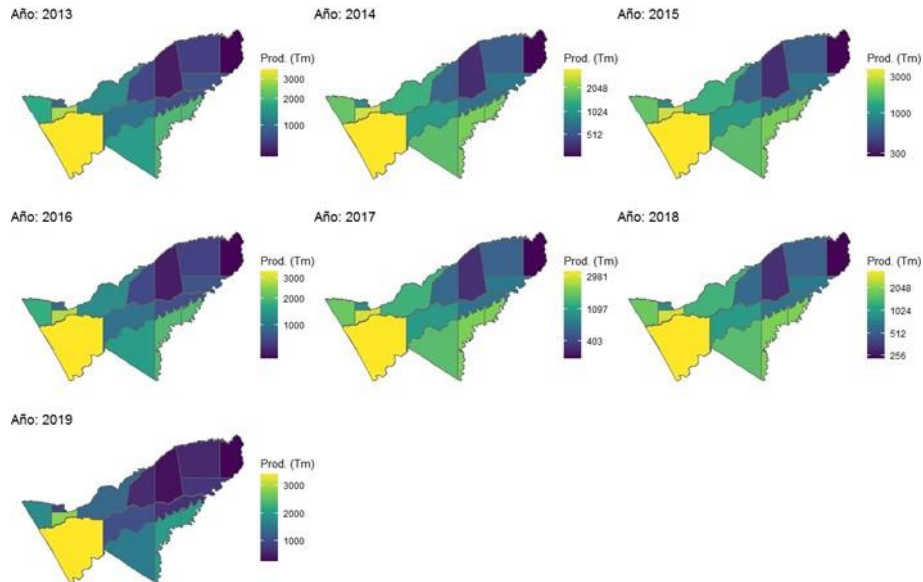 Año: 2013
Prod. (Tm)
3000
2000
1000
Año: 2014
Prod. (Tm)
2048
1024
512
Año: 2015
Prod. (Tm)
3000
1000
300
Año: 2016
Prod. (Tm)
3000
2000
1000
Año: 2017
Prod. (Tm)
2981
1097
403
Año: 2018
Prod. (Tm)
2048
1024
512
256
Año: 2019
Prod. (Tm)
3000
2000
1000